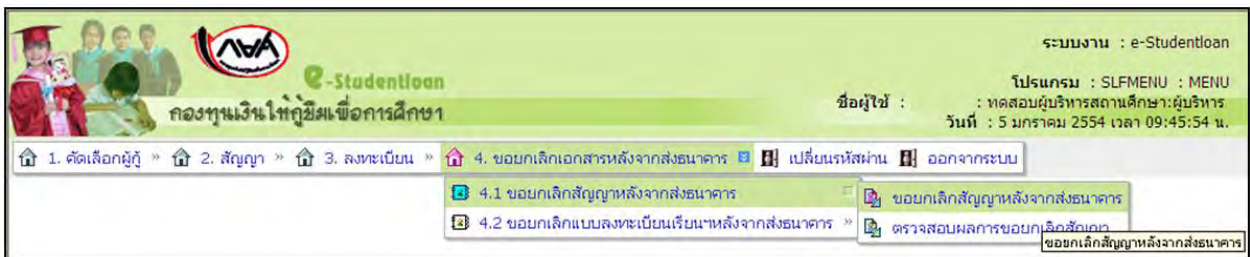 กยศ
ระบบงาน : e-Studentloan
e-Studentloan
โปรแกรม : SLFMENU : MENU
กองทุนเงินให้กู้ยืมเพื่อการศึกษา
ชื่อผู้ใช้ : : ทดสอบผู้บริหารสถานศึกษา:ผู้บริหาร
วันที่ : 5 มกราคม 2554 เวลา 09:45:54 น.
1. คัดเลือกผู้กู้ » 2. สัญญา » 3. ลงทะเบียน » 4. ขอยกเลิกเอกสารหลังจากส่งธนาคาร เปลี่ยนรหัสผ่าน ออกจากระบบ
4.1 ขอยกเลิกสัญญาหลังจากส่งธนาคาร
ขอยกเลิกสัญญาหลังจากส่งธนาคาร
4.2 ขอยกเลิกแบบลงทะเบียนเรียนฯหลังจากส่งธนาคาร »
ตรวจสอบผลการขอยกเลิกสัญญา
ขอยกเลิกสัญญาหลังจากส่งธนาคาร